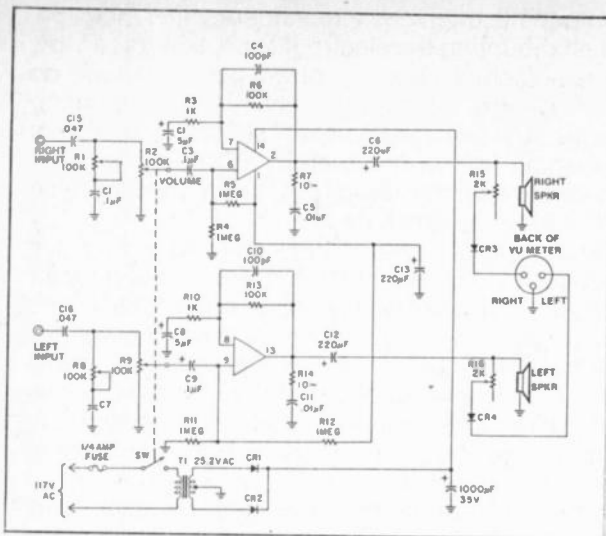 C4
100pF
R6
100K
R3
1K
C15
.047
RIGHT
INPUT
R1
100K
R2
100K
C1
5µF
C3
.1µF
VOLUME
7
6
14
2
1
C1
.1µF
R5
1MEG
R4
1MEG
R7
10
C5
.01µF
C6
220µF
R15
2K
RIGHT
SPKR
CR3
BACK OF
VU METER
RIGHT LEFT
C10
100pF
R13
100K
C13
220µF
R10
1K
C8
5µF
C16
.047
LEFT
INPUT
R8
100K
R9
100K
C7
C9
.1µF
8
9
13
C12
220µF
R14
10
C11
.01µF
R16
2K
LEFT
SPKR
CR4
R11
1MEG
R12
1MEG
1/4 AMP
FUSE
SW
T1 25.2VAC
CR1
CR2
117V
AC
1000µF
35V